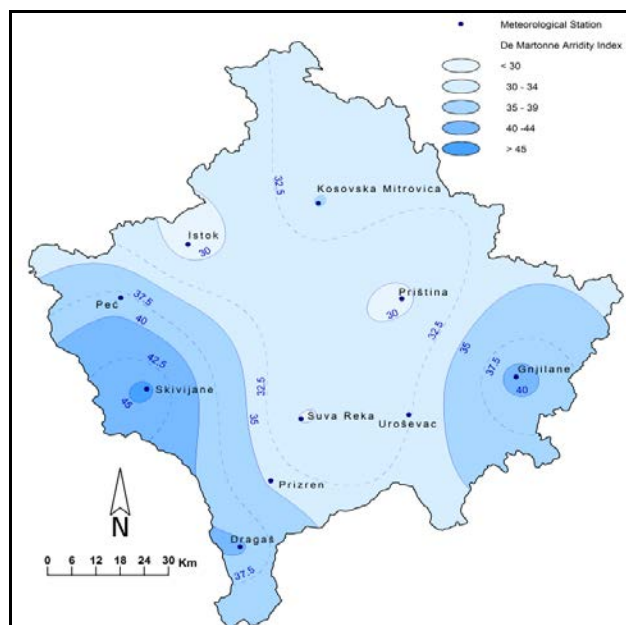 Meteorological Station
De Martonne Arridity Index
< 30
30 - 34
35 - 39
40 -44
> 45
32.5
Kosovska Mitrovica
Istok
30
Priština
30
37.5
Peć
40
32.5
35
42.5
Skivijane
45
37.5
Gnjilane
40
32.5
35
Suva Reka
Uroševac
Prizren
N
Dragaš
37.5
0 6 12 18 24 30 Km